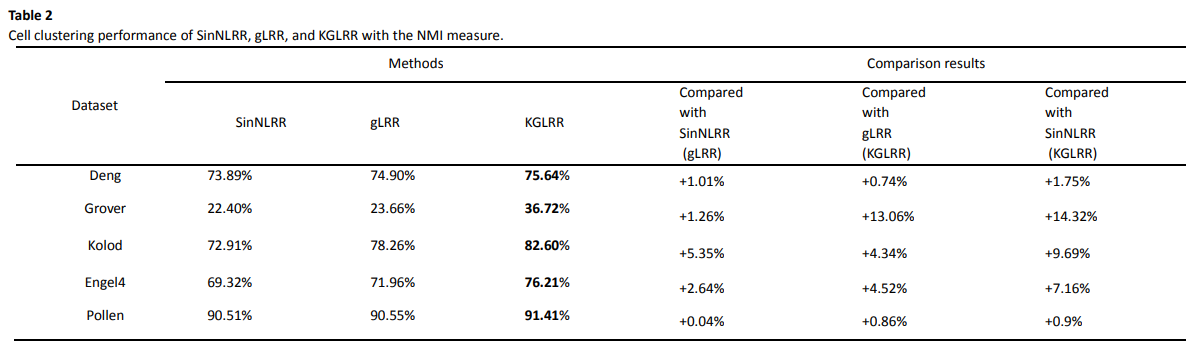 Table 2
Cell clustering performance of SinNLRR, gLRR, and KGLRR with the NMI measure.
Dataset Methods Comparison results
SinNLRR gLRR KGLRR Compared with SinNLRR (gLRR) Compared with gLRR (KGLRR) Compared with SinNLRR (KGLRR)
Deng 73.89% 74.90% 75.64% +1.01% +0.74% +1.75%
Grover 22.40% 23.66% 36.72% +1.26% +13.06% +14.32%
Kolod 72.91% 78.26% 82.60% +5.35% +4.34% +9.69%
Engel4 69.32% 71.96% 76.21% +2.64% +4.52% +7.16%
Pollen 90.51% 90.55% 91.41% +0.04% +0.86% +0.9%